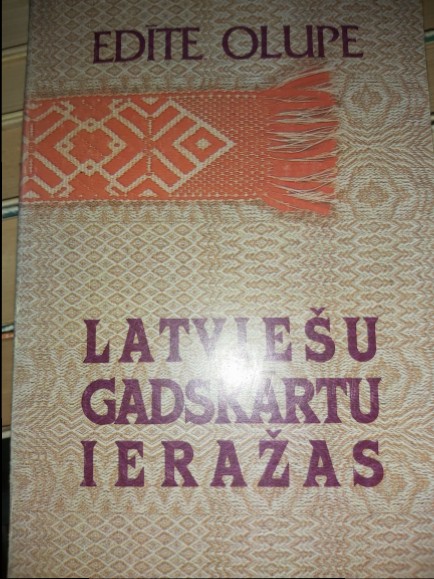 EDĪTE OLUPE
LATVIEŠU
GADSKĀRTU
IERAŽAS